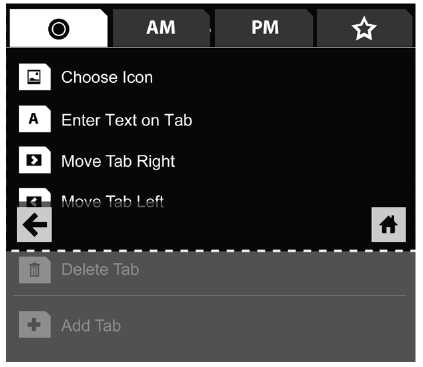 AM
PM
Choose Icon
A
Enter Text on Tab
Move Tab Right
Move Tab Left
Delete Tab
Add Tab